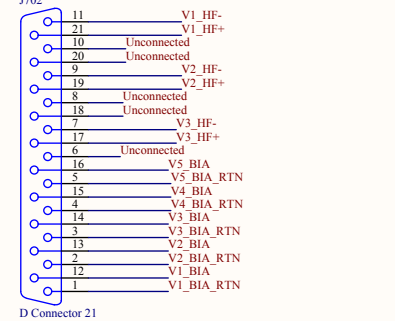 J702
11 V1_HF-
21 V1_HF+
10 Unconnected
20 Unconnected
9 V2_HF-
19 V2_HF+
8 Unconnected
18 Unconnected
7 V3_HF-
17 V3_HF+
6 Unconnected
16 V5_BIA
5 V5_BIA_RTN
15 V4_BIA
4 V4_BIA_RTN
14 V3_BIA
3 V3_BIA_RTN
13 V2_BIA
2 V2_BIA_RTN
12 V1_BIA
1 V1_BIA_RTN
D Connector 21